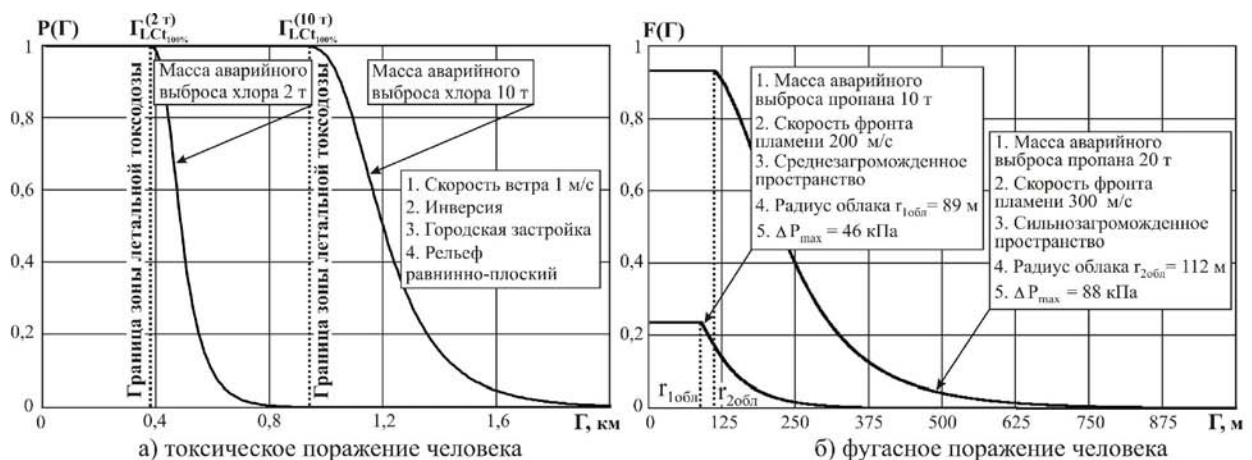 P(Г)
Г(2 т)LCt100%
Г(10 т)LCt100%
1
0,8
0,6
0,4
0,2
0
Граница зоны летальной токсодозы
Масса аварийного
выброса хлора 2 т
Граница зоны летальной токсодозы
Масса аварийного
выброса хлора 10 т
1. Скорость ветра 1 м/с
2. Инверсия
3. Городская застройка
4. Рельеф
равнинно-плоский
0 0,4 0,8 1,2 1,6 Г, км
а) токсическое поражение человека
F(Г)
1
0,8
0,6
0,4
0,2
0
1. Масса аварийного
выброса пропана 10 т
2. Скорость фронта
пламени 200 м/с
3. Среднезагроможденное
пространство
4. Радиус облака r1обл= 89 м
5. Δ Pmax = 46 кПа
1. Масса аварийного
выброса пропана 20 т
2. Скорость фронта
пламени 300 м/с
3. Сильнозагроможденное
пространство
4. Радиус облака r2обл= 112 м
5. Δ Pmax = 88 кПа
r1обл r2обл
0 125 250 375 500 625 750 875 Г, м
б) фугасное поражение человека